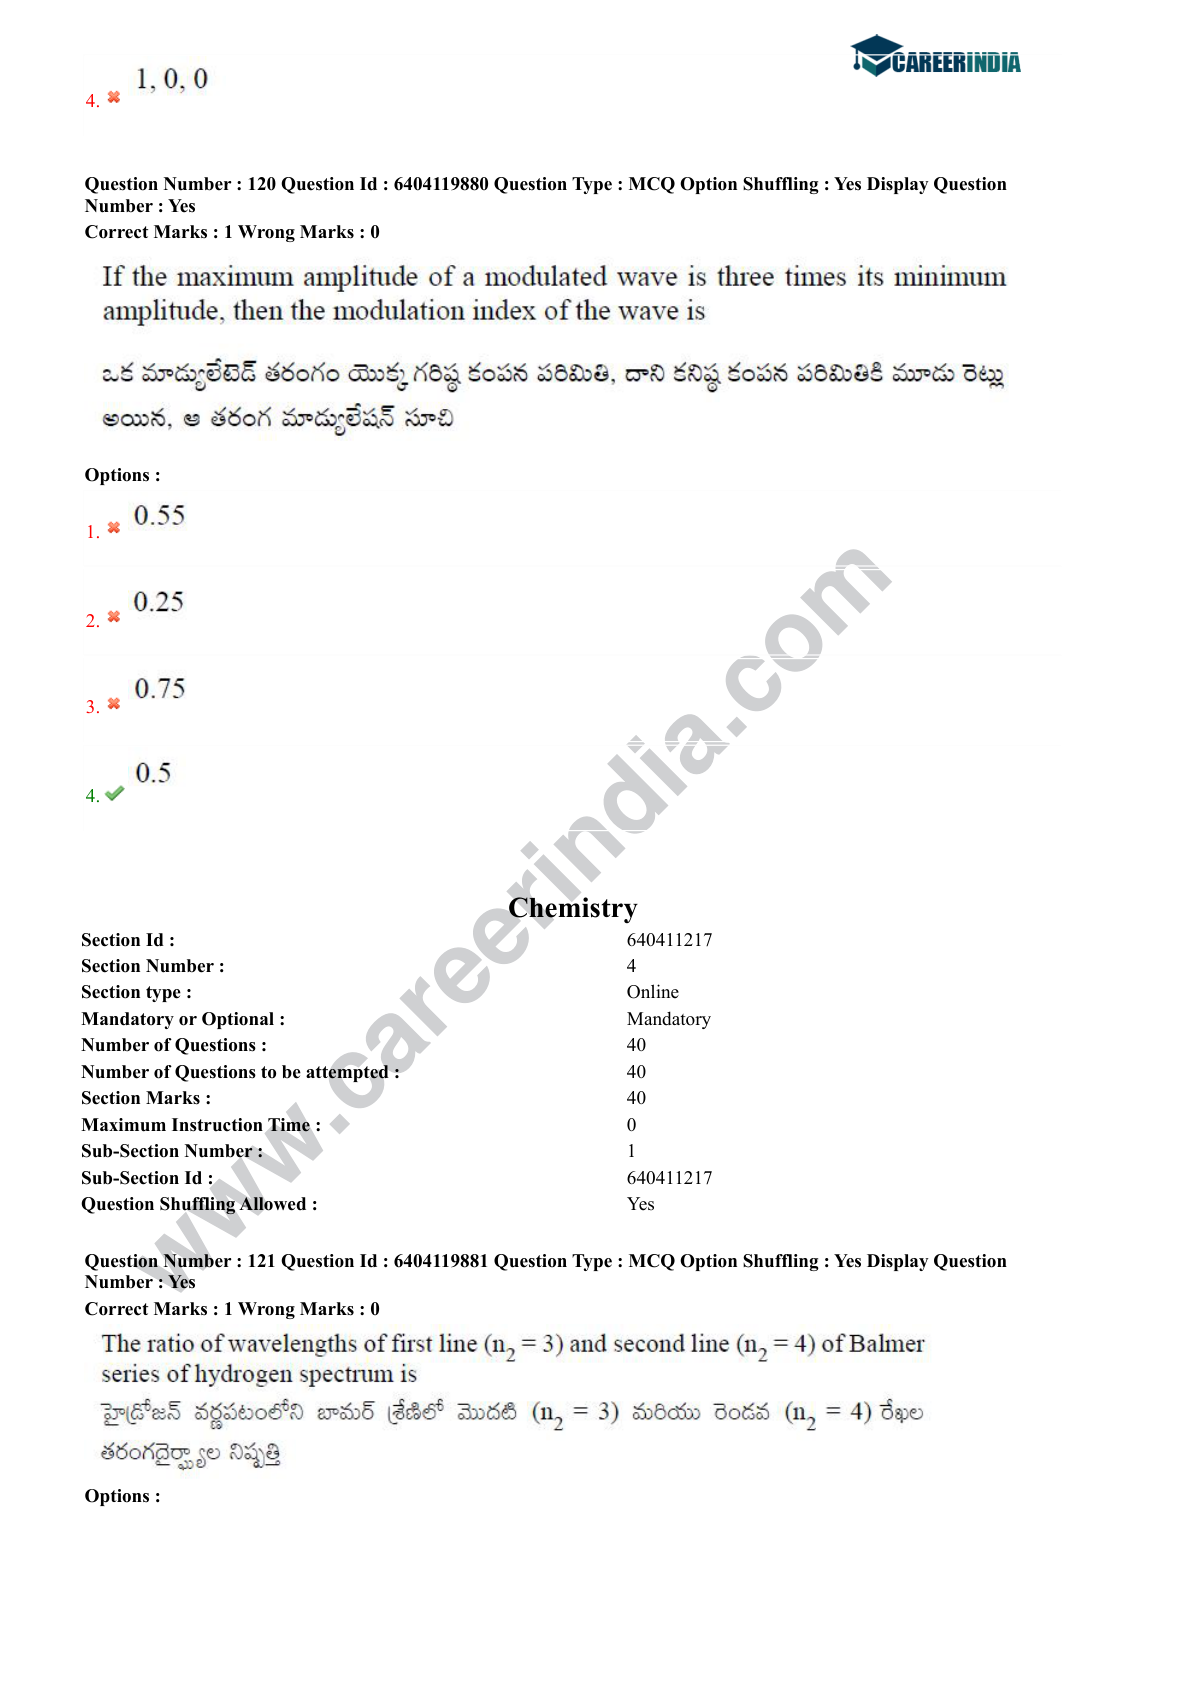 CAREERINDIA
1, 0, 0
4.
Question Number : 120 Question Id : 6404119880 Question Type : MCQ Option Shuffling : Yes Display Question
Number : Yes
Correct Marks : 1 Wrong Marks : 0
If the maximum amplitude of a modulated wave is three times its minimum
amplitude, then the modulation index of the wave is
ఒక మాడ్యులేటెడ్ తరంగం యొక్క గరిష్ఠ కంపన పరిమితి, దాని కనిష్ఠ కంపన పరిమితికి మూడు రెట్లు
అయిన, ఆ తరంగ మాడ్యులేషన్ సూచి
Options :
0.55
1.
0.25
2.
0.75
3.
0.5
4.
www.careerindia.com
Chemistry
Section Id : 640411217
Section Number : 4
Section type : Online
Mandatory or Optional : Mandatory
Number of Questions : 40
Number of Questions to be attempted : 40
Section Marks : 40
Maximum Instruction Time : 0
Sub-Section Number : 1
Sub-Section Id : 640411217
Question Shuffling Allowed : Yes
Question Number : 121 Question Id : 6404119881 Question Type : MCQ Option Shuffling : Yes Display Question
Number : Yes
Correct Marks : 1 Wrong Marks : 0
The ratio of wavelengths of first line (n₂ = 3) and second line (n₂ = 4) of Balmer
series of hydrogen spectrum is
హైడ్రోజన్ వర్ణపటంలోని బామర్ శ్రేణిలో మొదటి (n₂ = 3) మరియు రెండవ (n₂ = 4) రేఖల
తరంగదైర్ఘ్యాల నిష్పత్తి
Options :